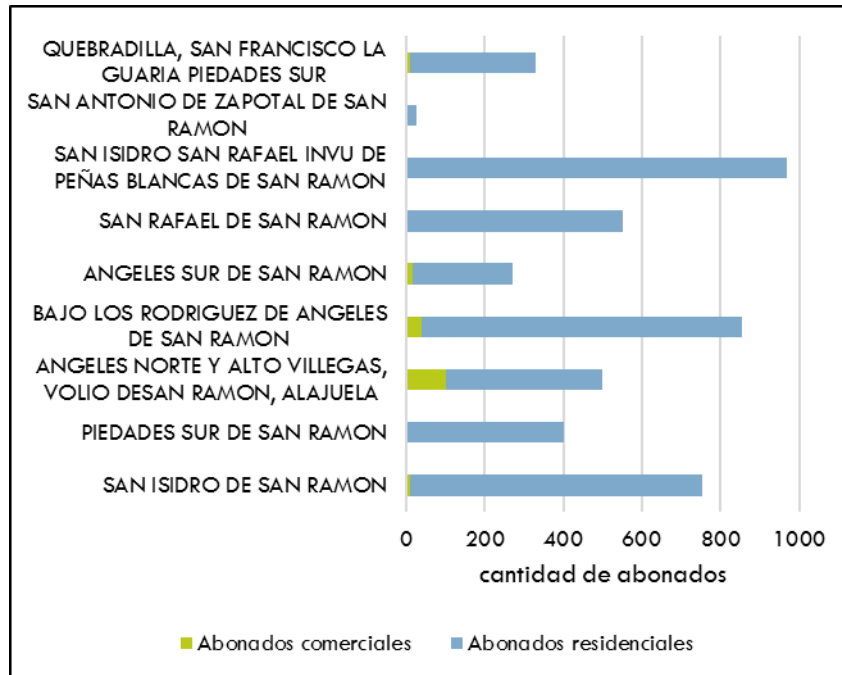 QUEBRADILLA, SAN FRANCISCO LA
GUARIA PIEDADES SUR
SAN ANTONIO DE ZAPOTAL DE SAN
RAMON
SAN ISIDRO SAN RAFAEL INVU DE
PEÑAS BLANCAS DE SAN RAMON
SAN RAFAEL DE SAN RAMON
ANGELES SUR DE SAN RAMON
BAJO LOS RODRIGUEZ DE ANGELES
DE SAN RAMON
ANGELES NORTE Y ALTO VILLEGAS,
VOLIO DESAN RAMON, ALAJUELA
PIEDADES SUR DE SAN RAMON
SAN ISIDRO DE SAN RAMON
0 200 400 600 800 1000
cantidad de abonados
Abonados comerciales Abonados residenciales